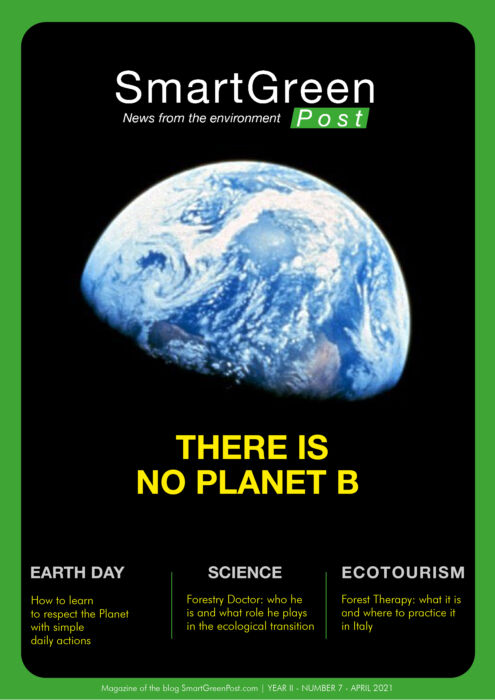 SmartGreen
News from the environment Post
THERE IS
NO PLANET B
EARTH DAY
How to learn
to respect the Planet
with simple
daily actions
SCIENCE
Forestry Doctor: who he
is and what role he plays
in the ecological transition
ECOTOURISM
Forest Therapy: what it is
and where to practice it
in Italy
Magazine of the blog SmartGreenPost.com | YEAR II - NUMBER 7 - APRIL 2021